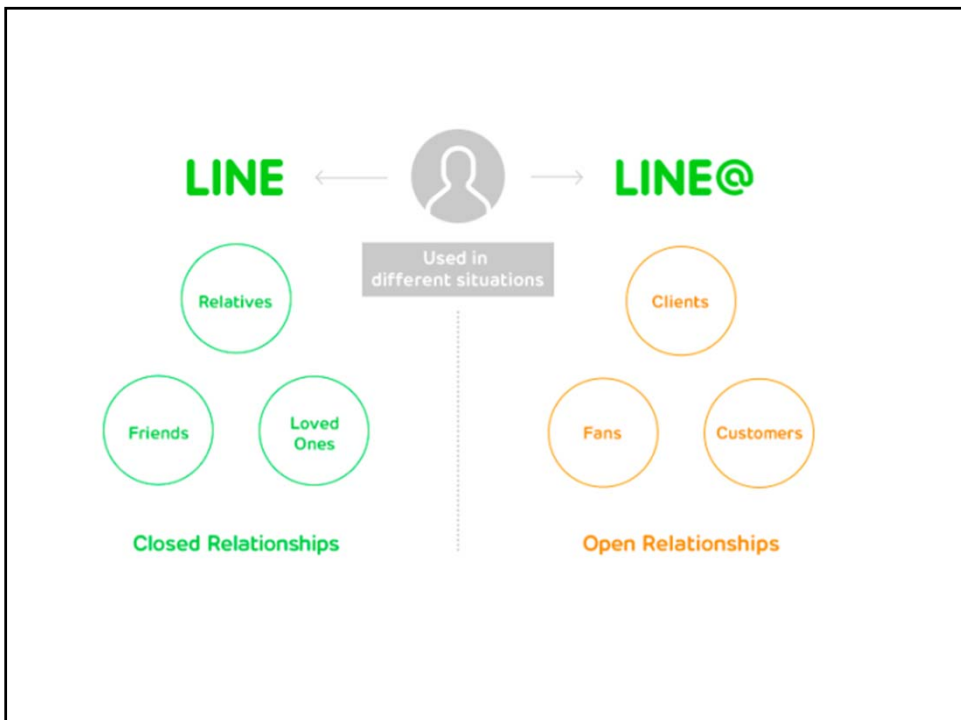 LINE
LINE@
Used in
different situations
Relatives
Friends
Loved
Ones
Closed Relationships
Clients
Fans
Customers
Open Relationships